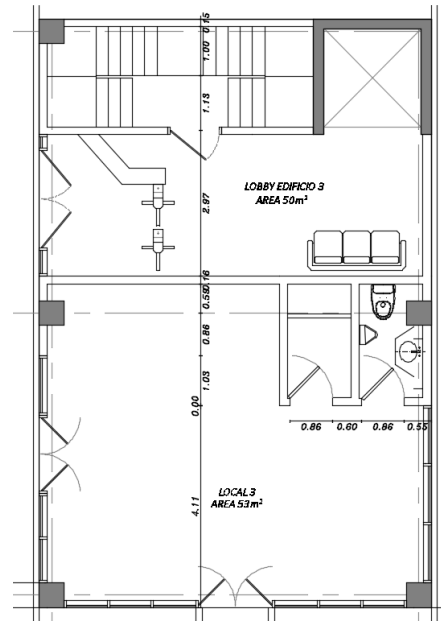 0.15
1.00
1.13
LOBBY EDIFICIO 3
AREA 50m²
2.97
0.16
0.59
0.86
1.03
0.00
0.86 0.60 0.86 0.55
LOCAL 3
AREA 53m²
4.11